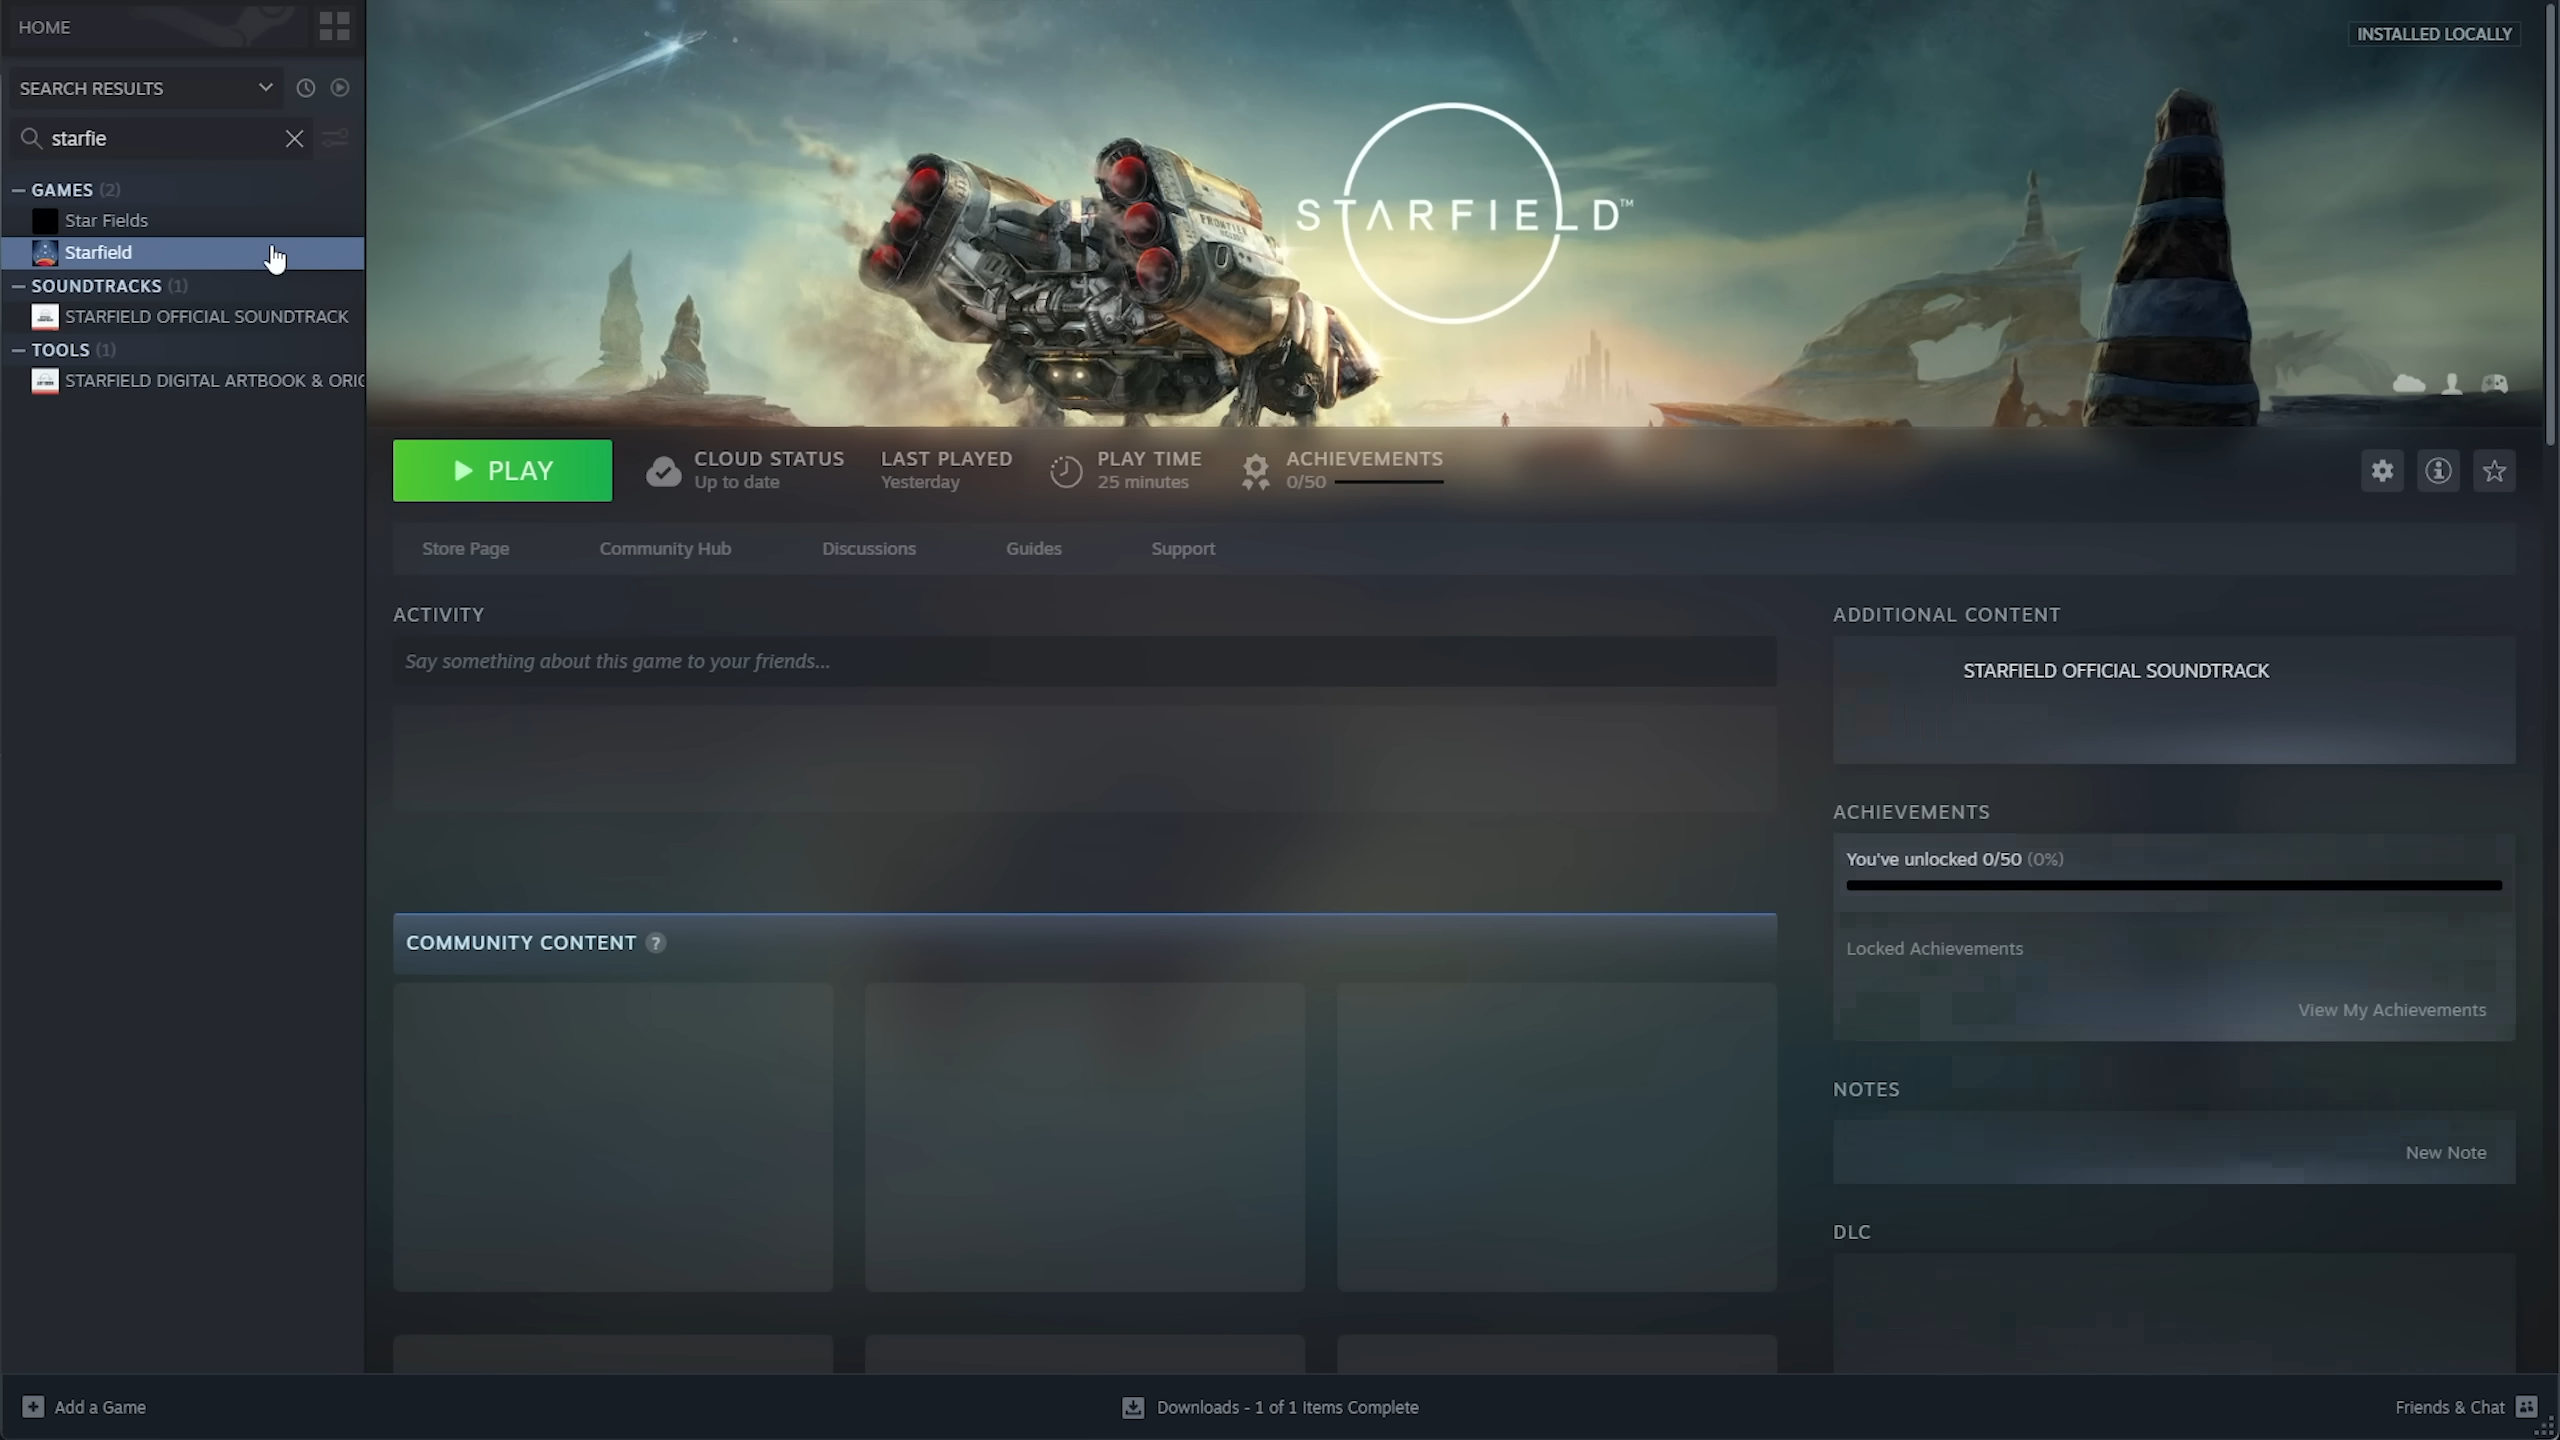 HOME
SEARCH RESULTS
starfie
GAMES (2)
Star Fields
Starfield
SOUNDTRACKS (1)
STARFIELD OFFICIAL SOUNDTRACK
TOOLS (1)
STARFIELD DIGITAL ARTBOOK & ORIG
INSTALLED LOCALLY
STARFIELD™
FRONTIER
PLAY
CLOUD STATUS
Up to date
LAST PLAYED
Yesterday
PLAY TIME
25 minutes
ACHIEVEMENTS
0/50
Store Page
Community Hub
Discussions
Guides
Support
ACTIVITY
Say something about this game to your friends...
COMMUNITY CONTENT ?
ADDITIONAL CONTENT
STARFIELD OFFICIAL SOUNDTRACK
ACHIEVEMENTS
You've unlocked 0/50 (0%)
Locked Achievements
View My Achievements
NOTES
New Note
DLC
Add a Game
Downloads - 1 of 1 Items Complete
Friends & Chat